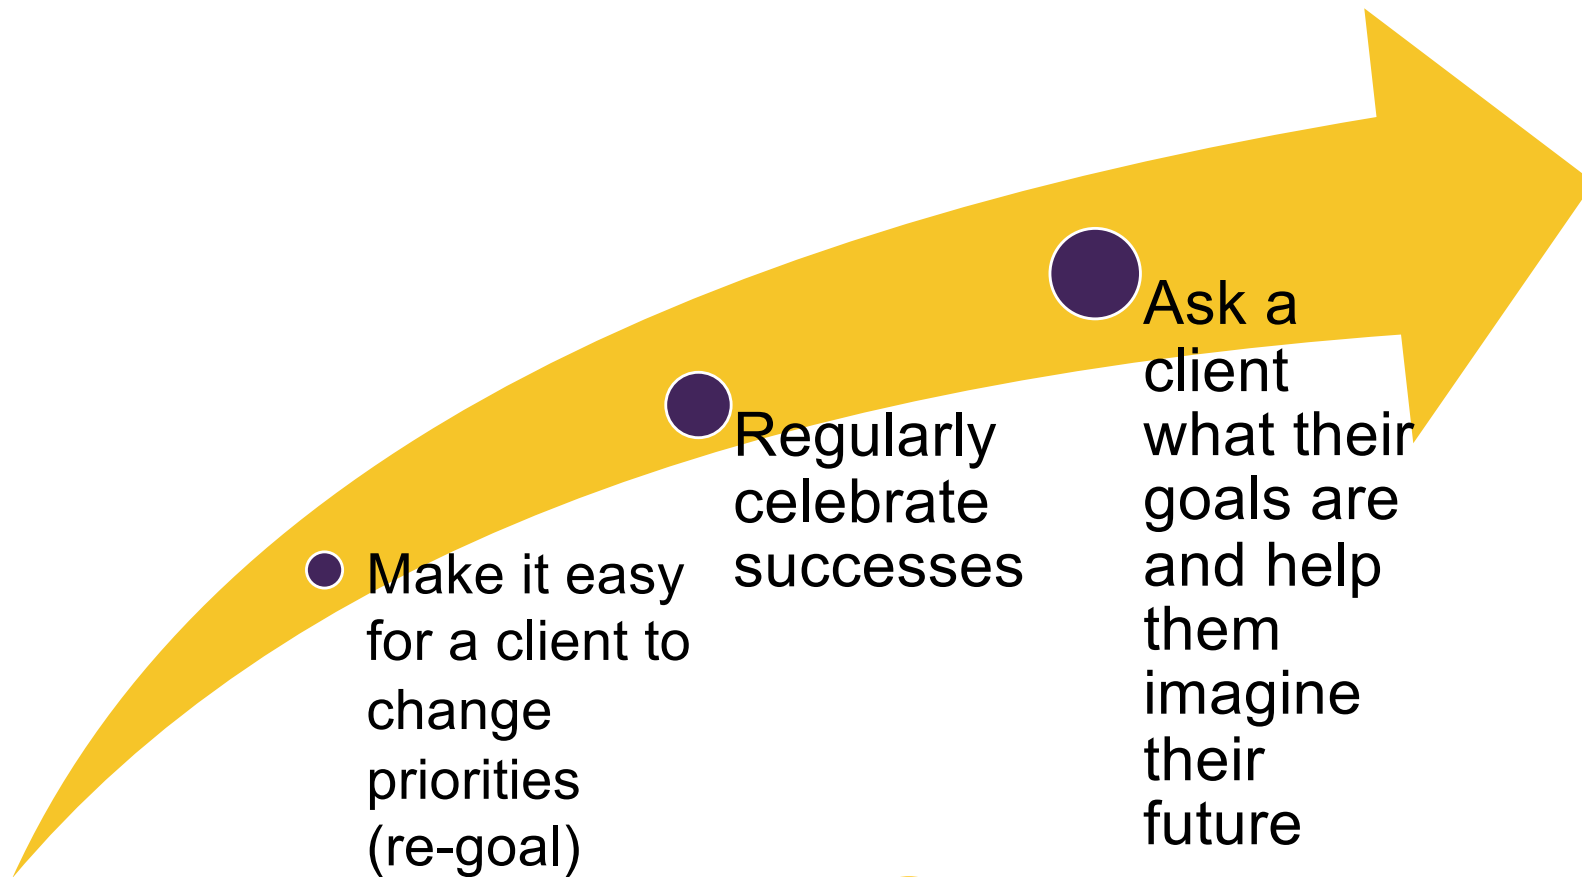 Make it easy
for a client to
change
priorities
(re-goal)
Regularly
celebrate
successes
Ask a
client
what their
goals are
and help
them
imagine
their
future